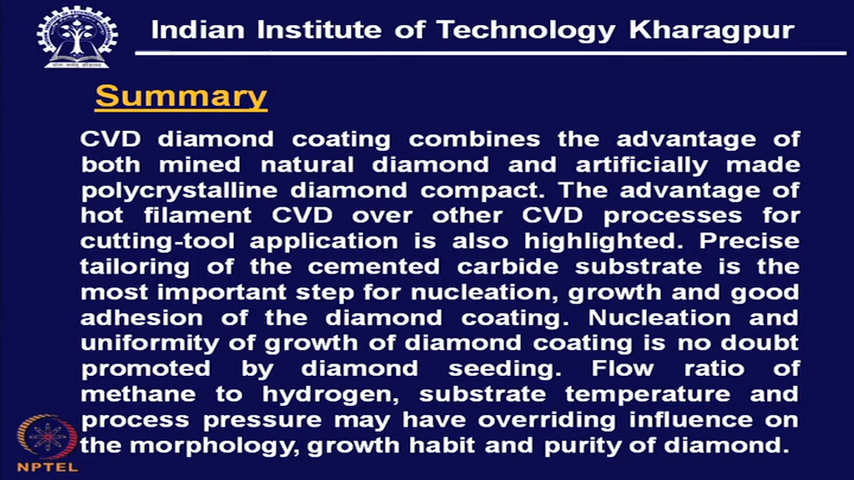 Indian Institute of Technology Kharagpur
Summary
CVD diamond coating combines the advantage of
both mined natural diamond and artificially made
polycrystalline diamond compact. The advantage of
hot filament CVD over other CVD processes for
cutting-tool application is also highlighted. Precise
tailoring of the cemented carbide substrate is the
most important step for nucleation, growth and good
adhesion of the diamond coating. Nucleation and
uniformity of growth of diamond coating is no doubt
promoted by diamond seeding. Flow ratio of
methane to hydrogen, substrate temperature and
process pressure may have overriding influence on
the morphology, growth habit and purity of diamond.
NPTEL